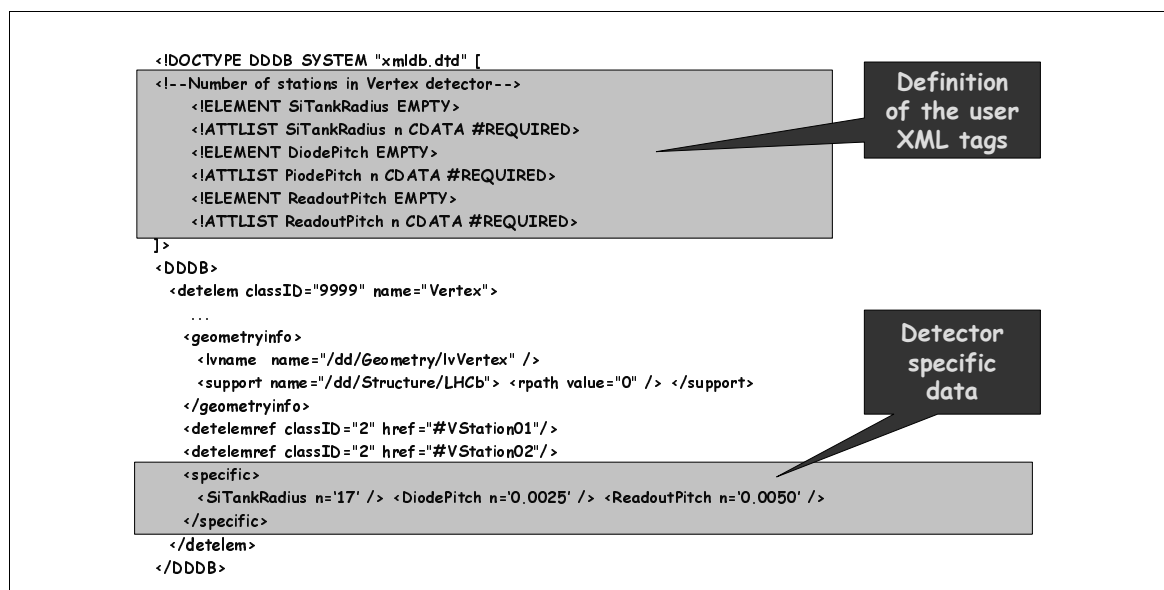 <!DOCTYPE DDDB SYSTEM "xmldb.dtd" [
<!--Number of stations in Vertex detector-->
<!ELEMENT SiTankRadius EMPTY>
<!ATTLIST SiTankRadius n CDATA #REQUIRED>
<!ELEMENT DiodePitch EMPTY>
<!ATTLIST PiodePitch n CDATA #REQUIRED>
<!ELEMENT ReadoutPitch EMPTY>
<!ATTLIST ReadoutPitch n CDATA #REQUIRED>
]>
Definition
of the user
XML tags
<DDDB>
<detelem classID="9999" name="Vertex">
...
<geometryinfo>
<lvname name="/dd/Geometry/lvVertex" />
<support name="/dd/Structure/LHCb"> <rpath value="0" /> </support>
</geometryinfo>
<detelemref classID="2" href="#VStation01"/>
<detelemref classID="2" href="#VStation02"/>
<specific>
<SiTankRadius n=‘17’ /> <DiodePitch n=‘0.0025’ /> <ReadoutPitch n=‘0.0050’ />
</specific>
</detelem>
</DDDB>
Detector
specific
data